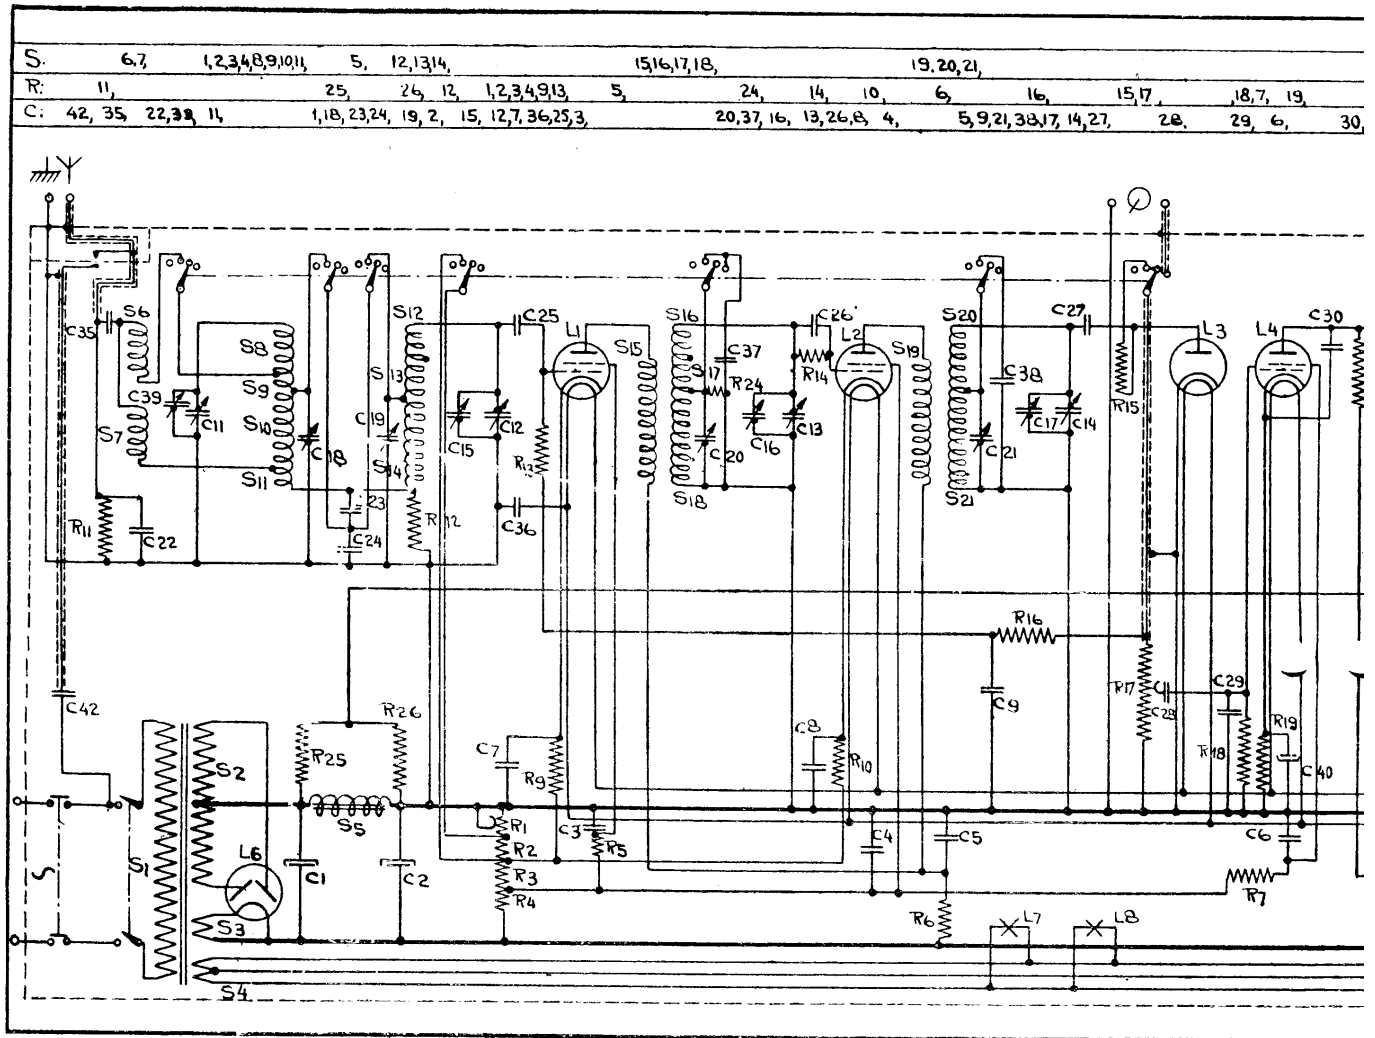 S. 6,7, 1,2,3,4,8,9,10,11, 5, 12,13,14, 15,16,17,18, 19,20,21,
R: 11, 25, 26, 12, 1,2,3,4,9,13, 5, 24, 14, 10, 6, 16, 15,17, 18,7, 19,
C: 42, 35, 22,39, 11, 1,18, 23,24, 19, 2, 15, 12,7, 36,25,3, 20,37, 16, 13,26,8, 4, 5,9,21,38,17, 14,27, 28, 29, 6, 30,
S6 S12 C25 L1 S16 C26 L2 S20 C27 L3 L4 C30
C35 S8 S15 C37 S19
S9 S13 S17 R24 R14 C38
C39 C11 S10 C19 C17 C14 R15
S7 C18 C15 C12 C16 C13
S11 S14 R13 C20 C21
S18 S21
R11 C22 C23 R12 C36
C24
R16
C42 R26 C9 R17 C28 C29
S2 R25 C7 R9 C8 R10 R18 R19
C40
S5 R1 C3 C4 C5 C6
S1 L6 R2 R5
C1 C2 R3 R7
R4
S3 R6 L7 L8
S4